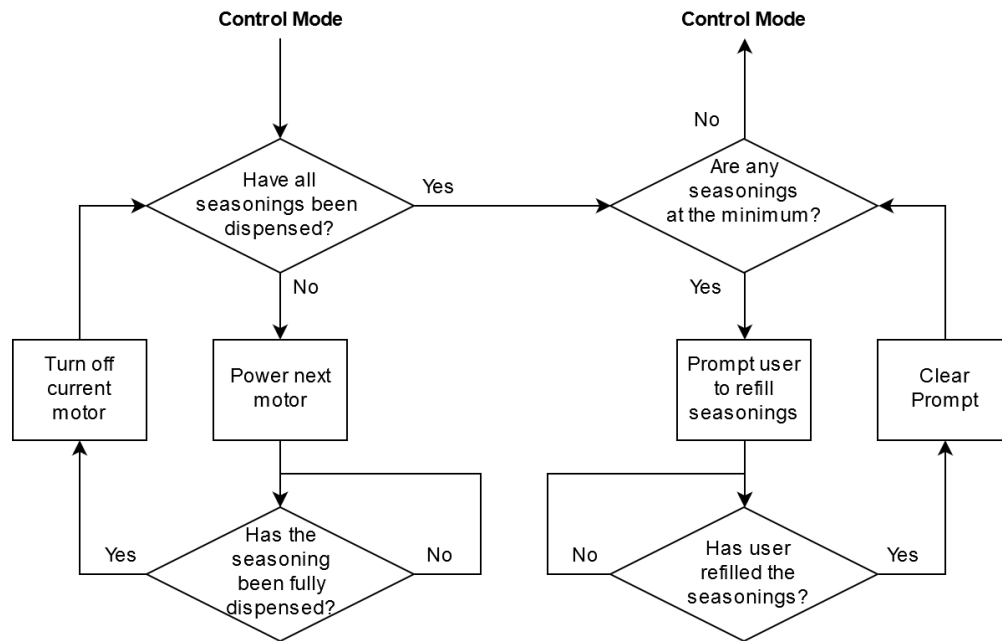 Control Mode
Control Mode
No
Have all
seasonings been
dispensed?
Yes
Are any
seasonings
at the minimum?
No
Yes
Turn off
current
motor
Power next
motor
Prompt user
to refill
seasonings
Clear
Prompt
Yes
Has the
seasoning
been fully
dispensed?
No
No
Has user
refilled the
seasonings?
Yes